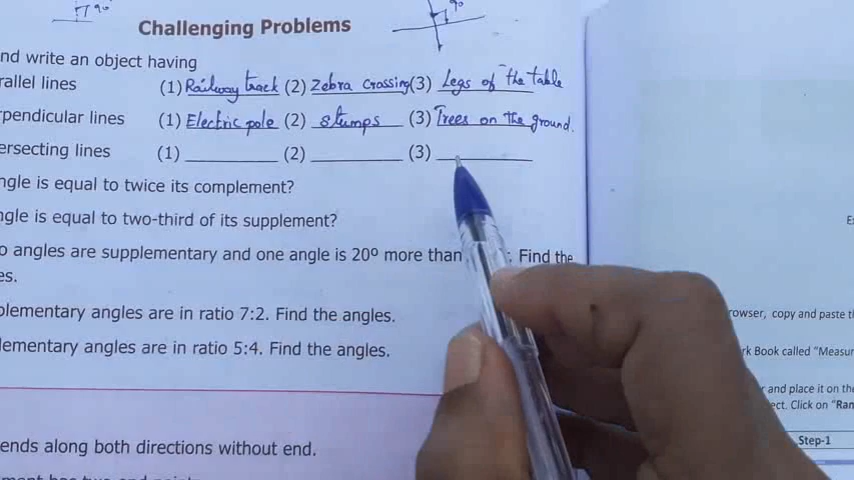 90
90
Challenging Problems
nd write an object having
rallel lines (1) Railway track (2) Zebra crossing (3) Legs of the table
rpendicular lines (1) Electric pole (2) stumps (3) Trees on the ground.
ersecting lines (1) (2) (3)
ngle is equal to twice its complement?
ngle is equal to two-third of its supplement?
o angles are supplementary and one angle is 20º more than . Find the
es.
plementary angles are in ratio 7:2. Find the angles.
lementary angles are in ratio 5:4. Find the angles.
ends along both directions without end.
rowser, copy and paste
rk Book called "Measu
r and place it on the
ect. Click on "Ran
Step-1